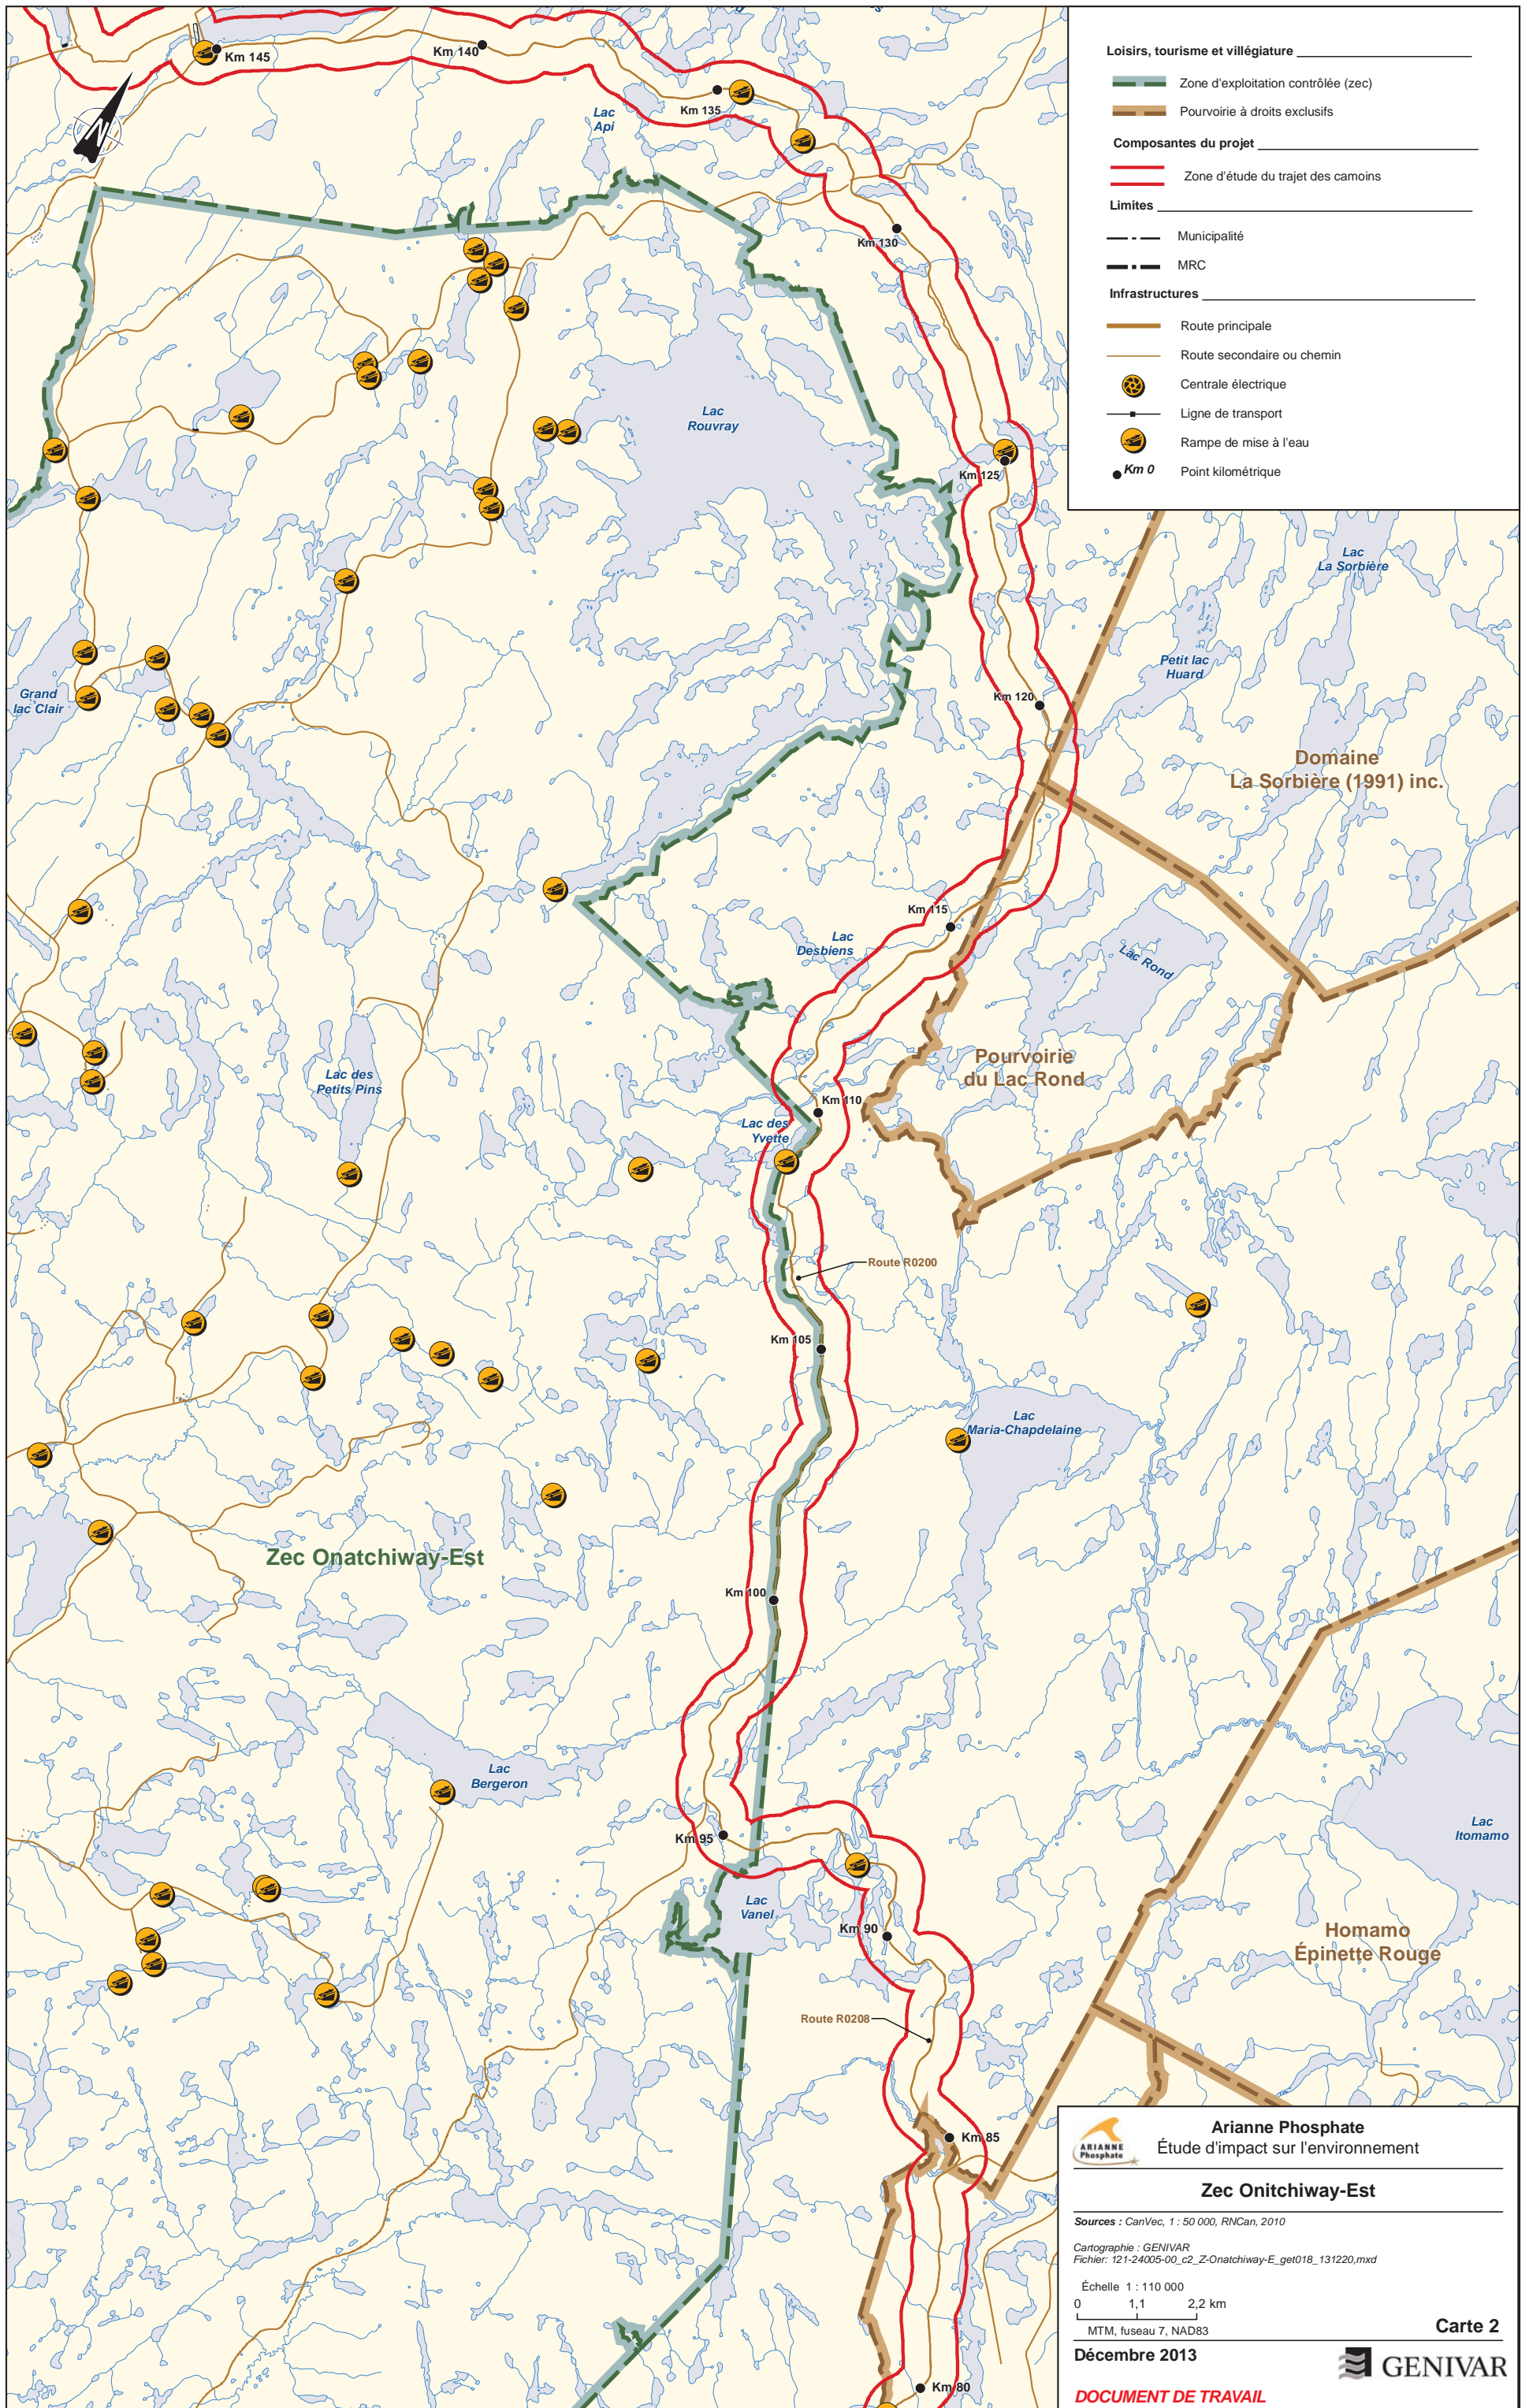 Km 145
Km 140
Km 135
Lac
Api
Km 130
Lac
Rouvray
Km 125
Km 120
Grand
lac Clair
Lac
La Sorbière
Petit lac
Huard
Domaine
La Sorbière (1991) inc.
Km 115
Lac
Desbiens
Lac Rond
Pourvoirie
du Lac Rond
Lac des
Petits Pins
Km 110
Lac des
Yvette
Route R0200
Km 105
Lac
Maria-Chapdelaine
Zec Onatchiway-Est
Km 100
Lac
Bergeron
Km 95
Lac
Vanel
Km 90
Lac
Itomamo
Homamo
Épinette Rouge
Route R0208
Km 85
Km 80
Loisirs, tourisme et villégiature
Zone d'exploitation contrôlée (zec)
Pourvoirie à droits exclusifs
Composantes du projet
Zone d'étude du trajet des camoins
Limites
Municipalité
MRC
Infrastructures
Route principale
Route secondaire ou chemin
Centrale électrique
Ligne de transport
Rampe de mise à l'eau
Km 0 Point kilométrique
N
ARIANNE
Phosphate
Arianne Phosphate
Étude d'impact sur l'environnement
Zec Onitchiway-Est
Sources : CanVec, 1 : 50 000, RNCan, 2010
Cartographie : GENIVAR
Fichier: 121-24005-00_c2_Z-Onatchiway-E_get018_131220,mxd
Échelle 1 : 110 000
0 1,1 2,2 km
MTM, fuseau 7, NAD83
Carte 2
Décembre 2013
GENIVAR
DOCUMENT DE TRAVAIL